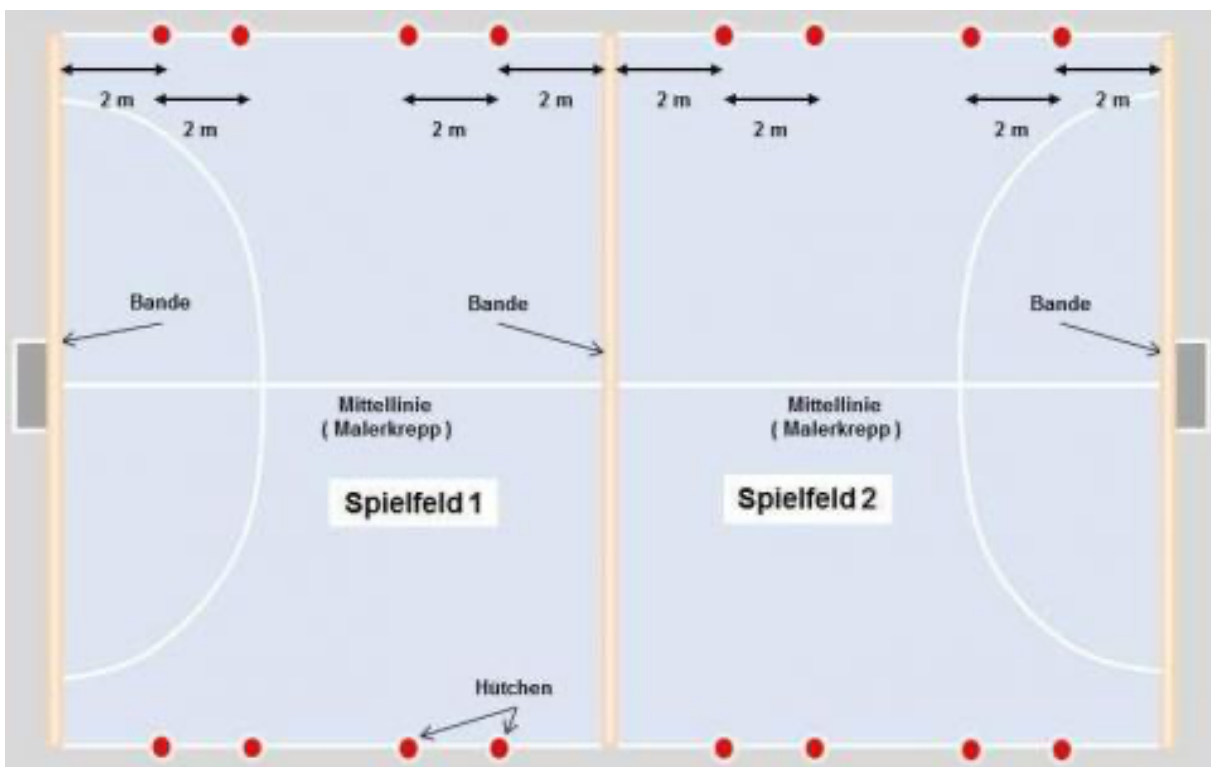 2 m
2 m
2 m
2 m
2 m
2 m
2 m
2 m
Bande
Bande
Bande
Mittellinie
( Malerkrepp )
Mittellinie
( Malerkrepp )
Spielfeld 1
Spielfeld 2
Hütchen